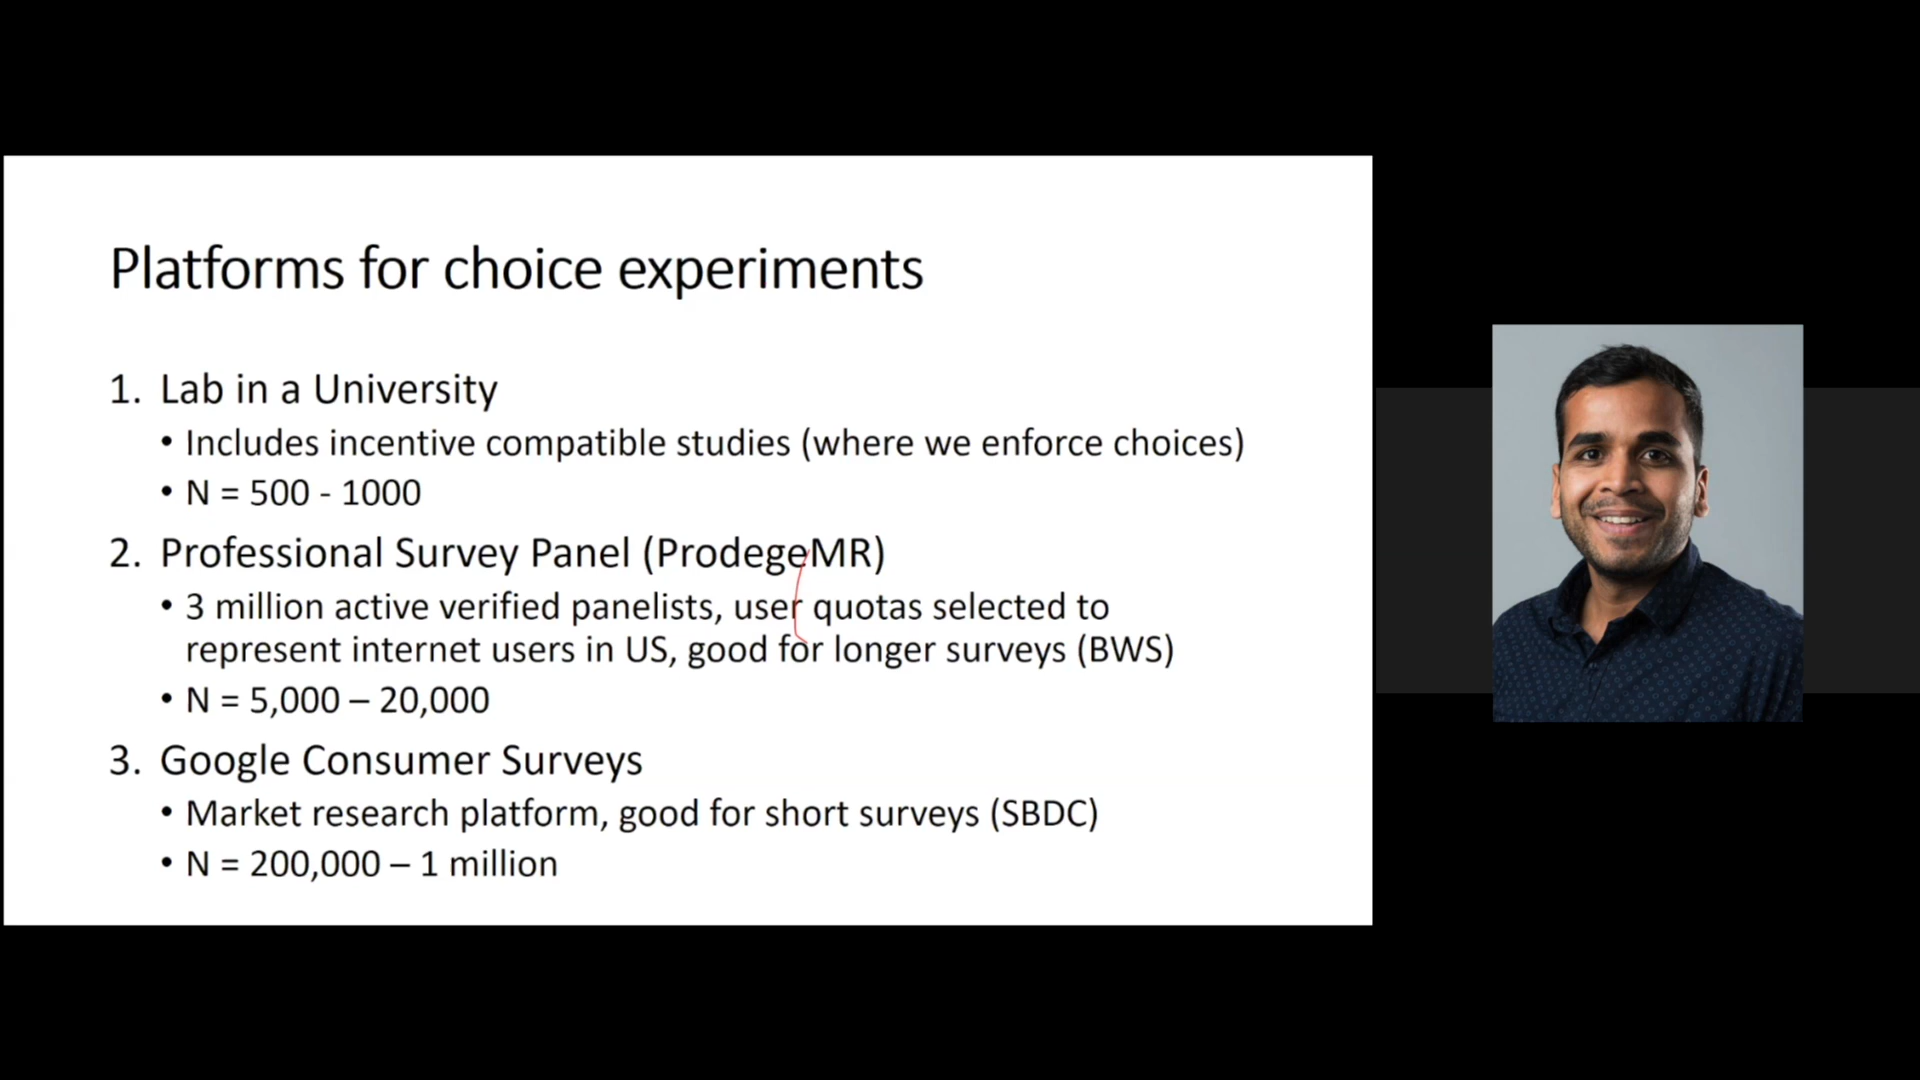 Platforms for choice experiments
1. Lab in a University
• Includes incentive compatible studies (where we enforce choices)
• N = 500 - 1000
2. Professional Survey Panel (ProdegeMR)
• 3 million active verified panelists, user quotas selected to
represent internet users in US, good for longer surveys (BWS)
• N = 5,000 – 20,000
3. Google Consumer Surveys
• Market research platform, good for short surveys (SBDC)
• N = 200,000 – 1 million